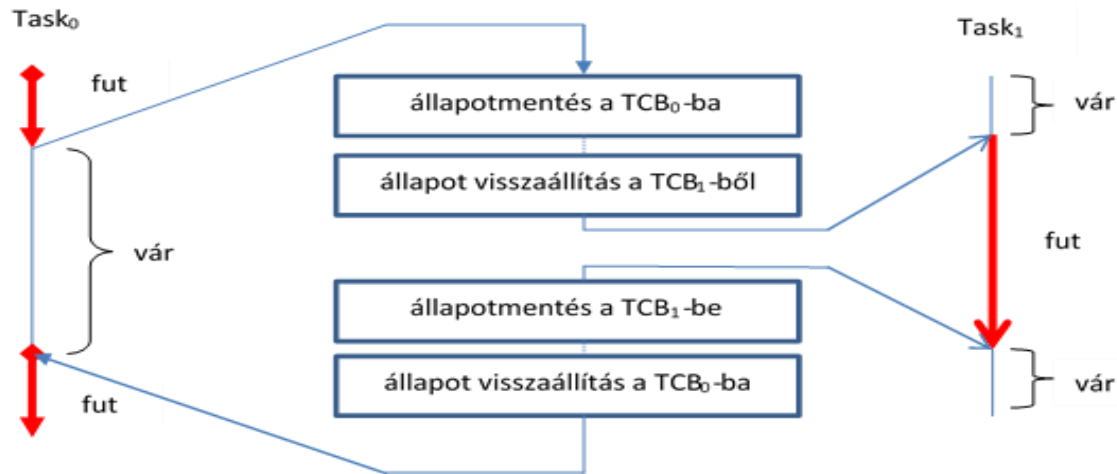 Task₀
Task₁
fut
vár
állapotmentés a TCB₀-ba
állapot visszaállítás a TCB₁-ből
vár
fut
állapotmentés a TCB₁-be
állapot visszaállítás a TCB₀-ba
vár
fut